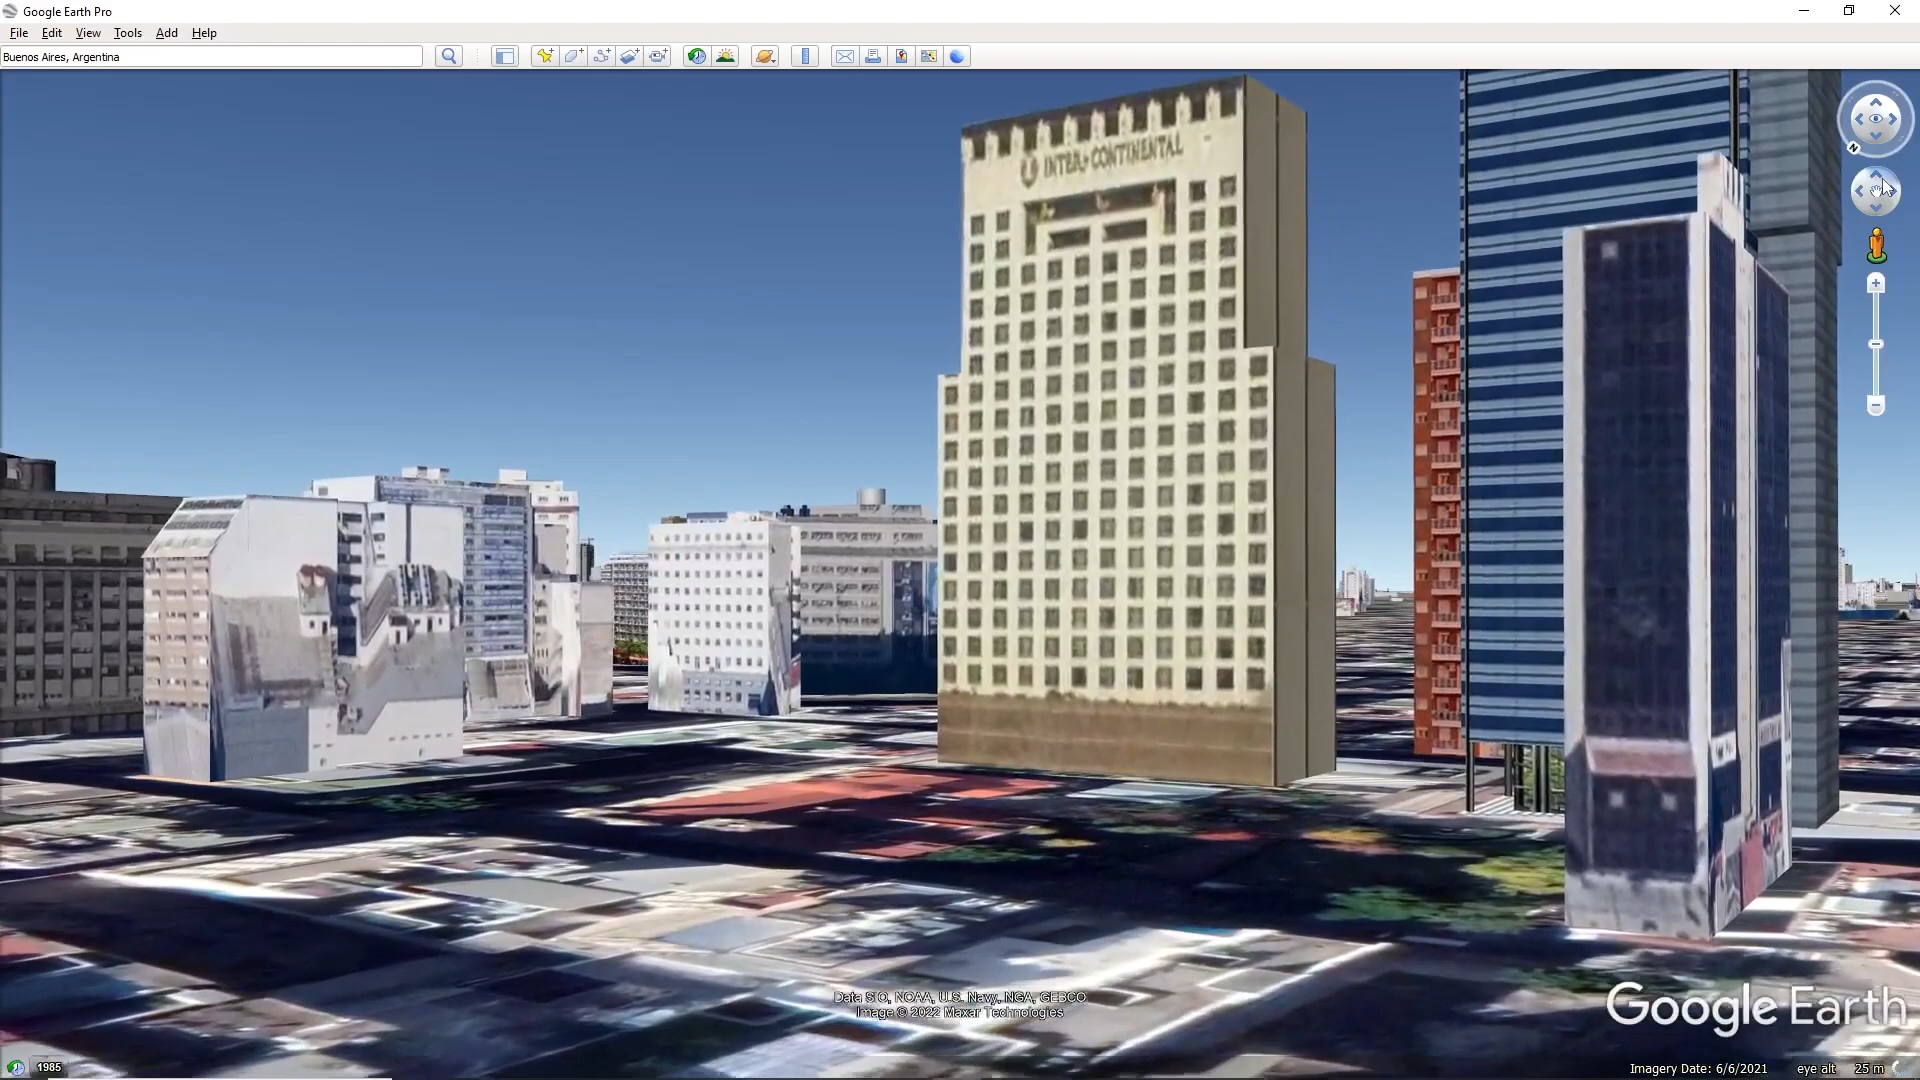 Google Earth Pro
File Edit View Tools Add Help
Buenos Aires, Argentina
INTER·CONTINENTAL
N
Data SIO, NOAA, U.S. Navy, NGA, GEBCO
Image © 2022 Maxar Technologies
Google Earth
1985
Imagery Date: 6/6/2021 eye alt 25 m